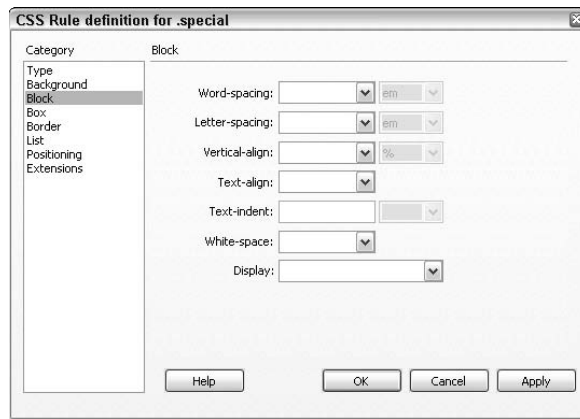 CSS Rule definition for .special
Category
Block
Type
Background
Block
Box
Border
List
Positioning
Extensions
Word-spacing:
em
Letter-spacing:
em
Vertical-align:
%
Text-align:
Text-indent:
White-space:
Display:
Help
OK
Cancel
Apply